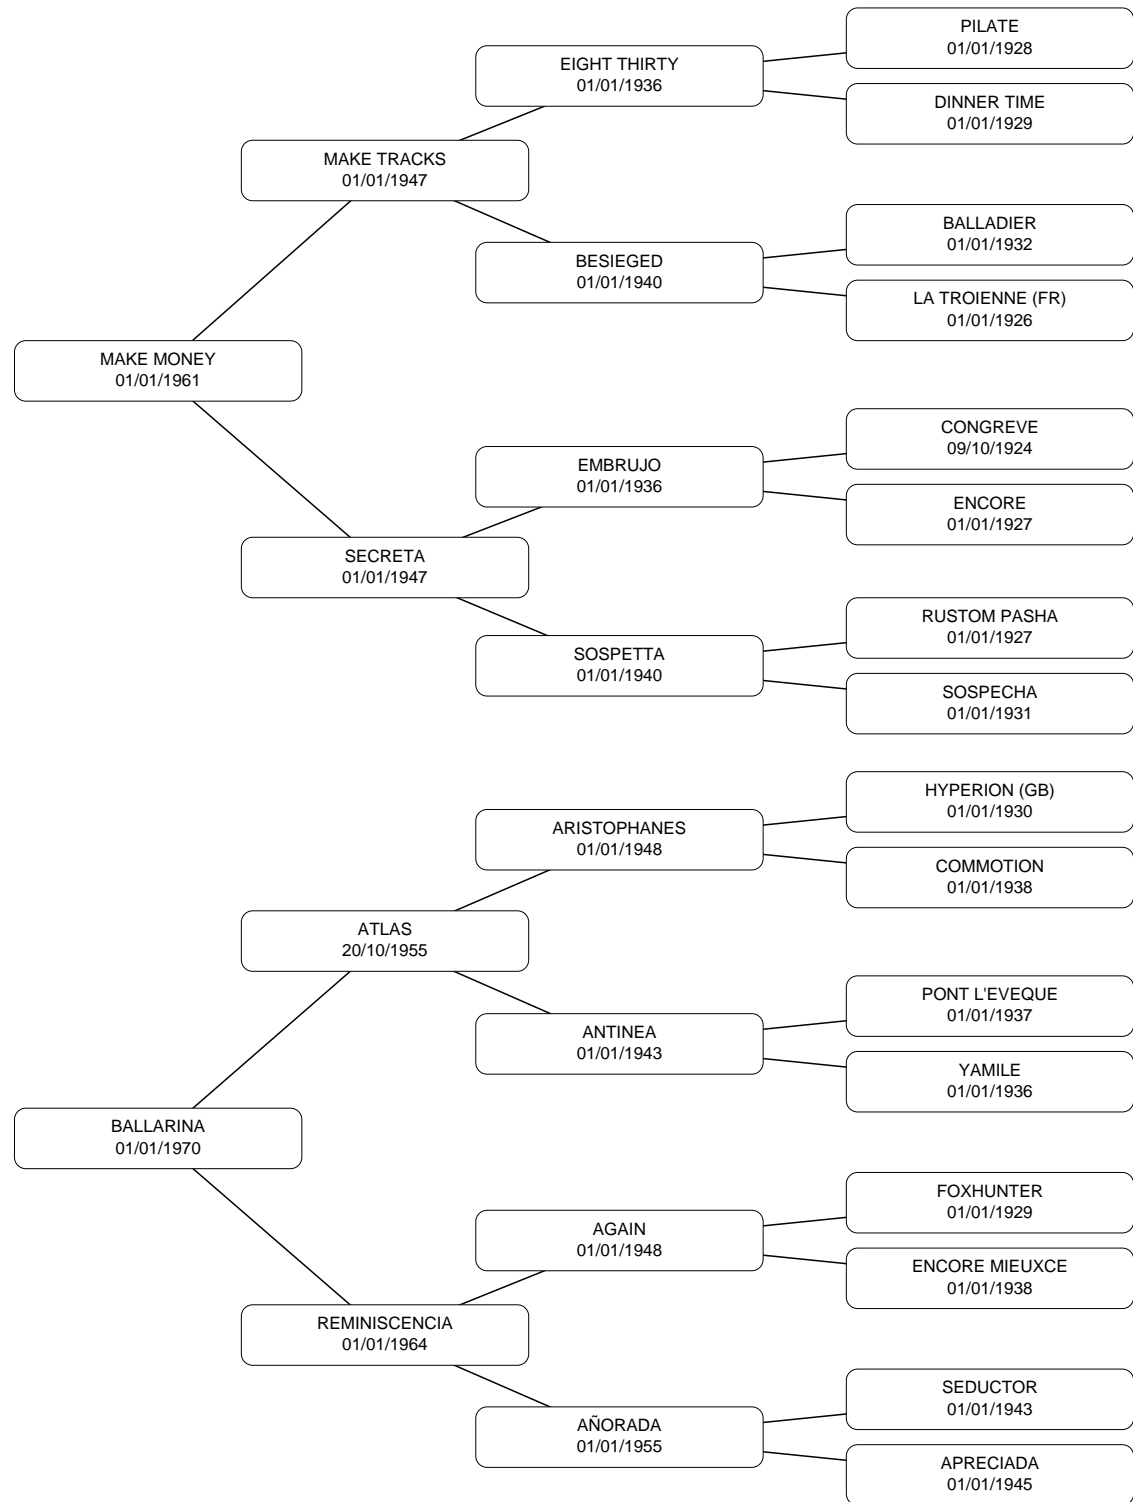 PILATE
01/01/1928
EIGHT THIRTY
01/01/1936
DINNER TIME
01/01/1929
MAKE TRACKS
01/01/1947
BALLADIER
01/01/1932
BESIEGED
01/01/1940
LA TROIENNE (FR)
01/01/1926
MAKE MONEY
01/01/1961
CONGREVE
09/10/1924
EMBRUJO
01/01/1936
ENCORE
01/01/1927
SECRETA
01/01/1947
RUSTOM PASHA
01/01/1927
SOSPETTA
01/01/1940
SOSPECHA
01/01/1931
HYPERION (GB)
01/01/1930
ARISTOPHANES
01/01/1948
COMMOTION
01/01/1938
ATLAS
20/10/1955
PONT L'EVEQUE
01/01/1937
ANTINEA
01/01/1943
YAMILE
01/01/1936
BALLARINA
01/01/1970
FOXHUNTER
01/01/1929
AGAIN
01/01/1948
ENCORE MIEUXCE
01/01/1938
REMINISCENCIA
01/01/1964
SEDUCTOR
01/01/1943
AÑORADA
01/01/1955
APRECIADA
01/01/1945